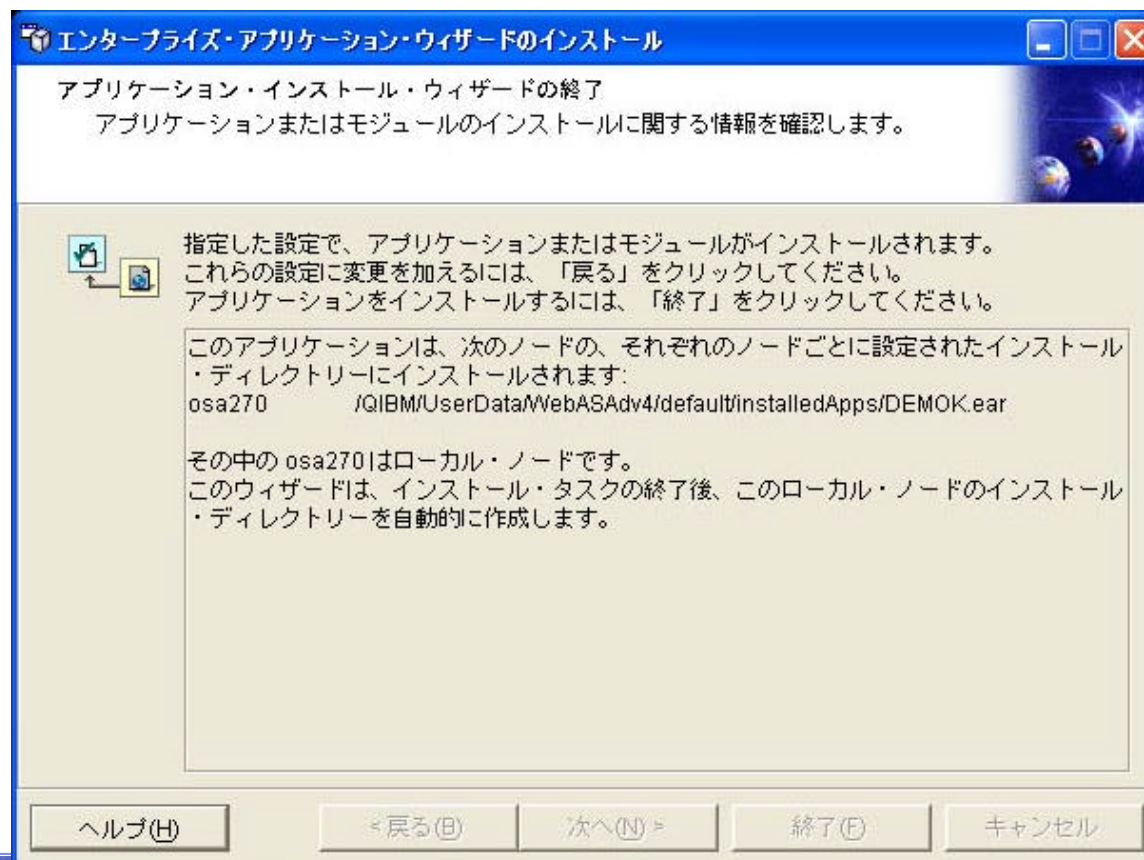 エンタープライズ・アプリケーション・ウィザードのインストール
アプリケーション・インストール・ウィザードの終了
アプリケーションまたはモジュールのインストールに関する情報を確認します。
指定した設定で、アプリケーションまたはモジュールがインストールされます。
これらの設定に変更を加えるには、「戻る」をクリックしてください。
アプリケーションをインストールするには、「終了」をクリックしてください。
このアプリケーションは、次のノードの、それぞれのノードごとに設定されたインストール
・ディレクトリーにインストールされます:
osa270 /QIBM/UserData/WebASAdv4/default/installedApps/DEMOK.ear
その中の osa270はローカル・ノードです。
このウィザードは、インストール・タスクの終了後、このローカル・ノードのインストール
・ディレクトリーを自動的に作成します。
ヘルプ(H)
<戻る(B)
次へ(N)>
終了(F)
キャンセル